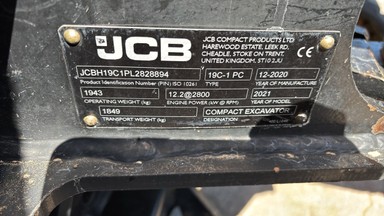 JCB
JCB COMPACT PRODUCTS LTD
HAREWOOD ESTATE, LEEK RD,
CHEADLE, STOKE ON TRENT,
UNITED KINGDOM, ST10 2JU
CE
JCBH19C1PL2828894 19C-1 PC 12-2020
Product Identification Number (PIN) ISO 10261 TYPE YEAR OF MANUFACTURE
1943 12.2@2800 2021
OPERATING WEIGHT (kg) ENGINE POWER (kW @ RPM) YEAR OF MODEL
1849 COMPACT EXCAVATOR
TRANSPORT WEIGHT (kg) DESIGNATION